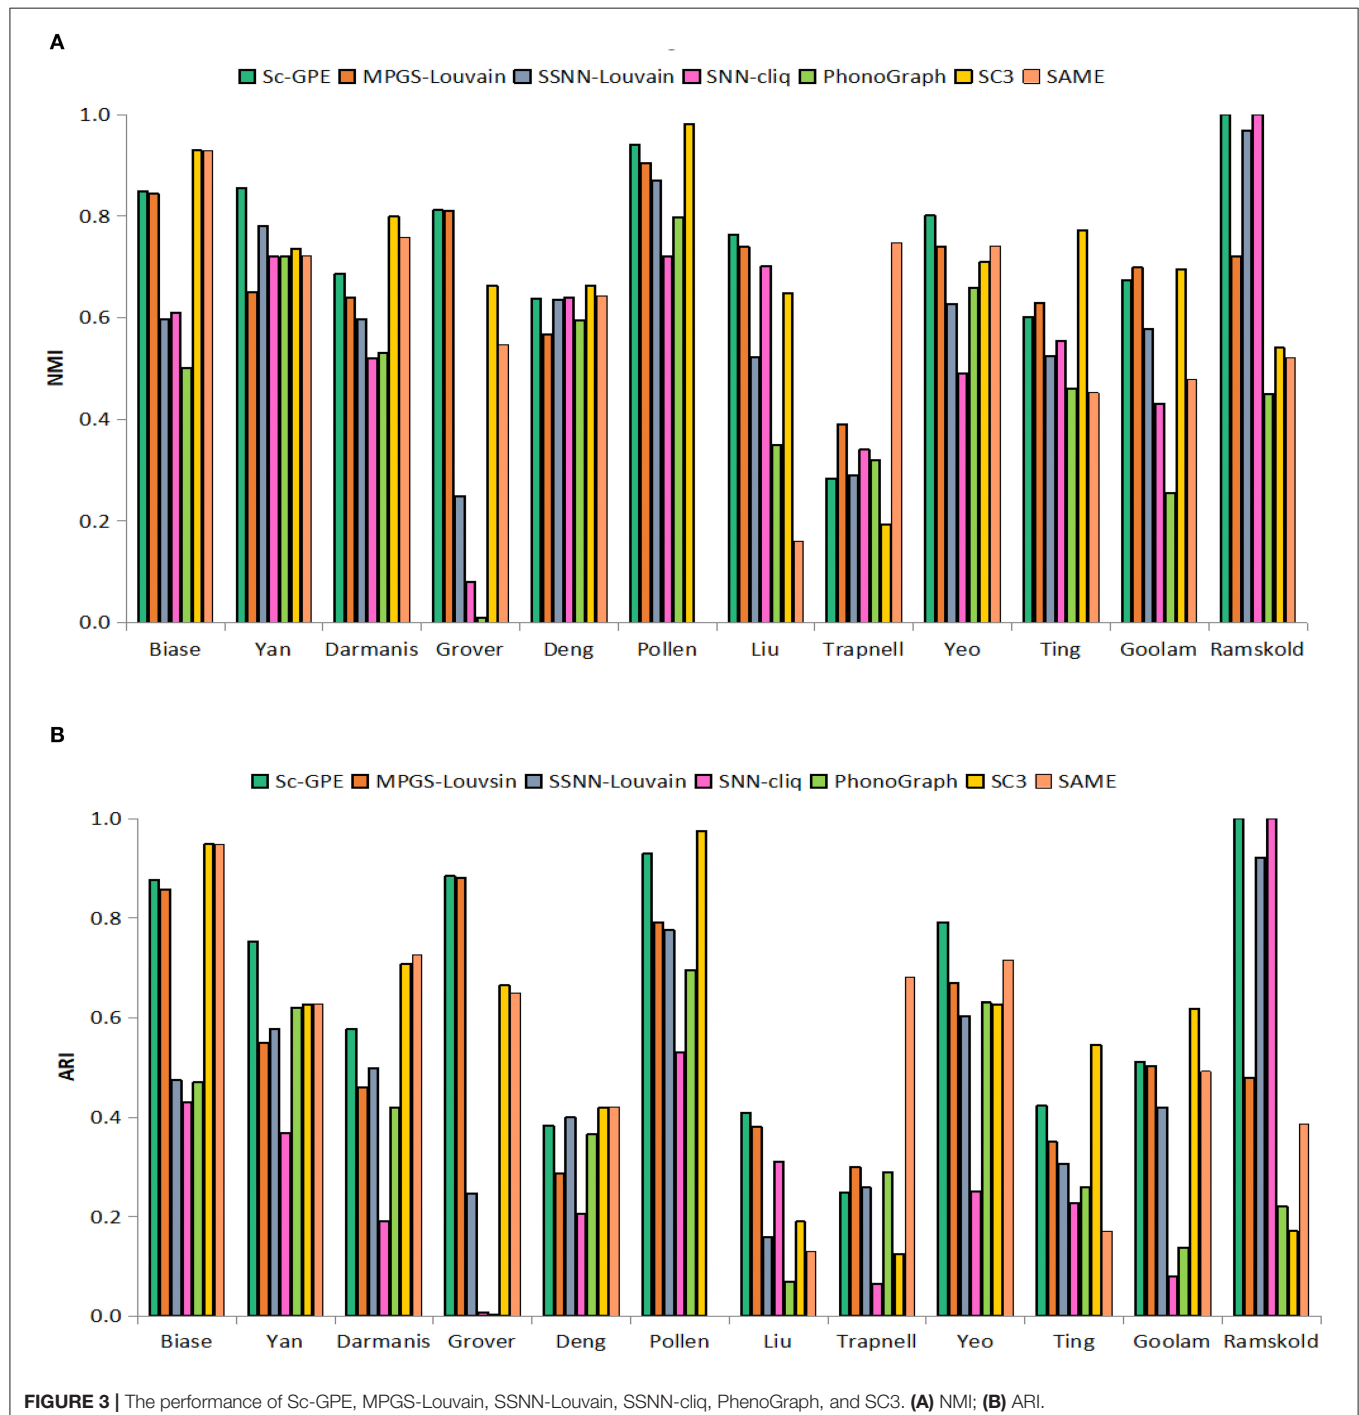 A
Sc-GPE MPGS-Louvain SSNN-Louvain SNN-cliq PhonoGraph SC3 SAME
1.0
0.8
0.6
0.4
0.2
0.0
NMI
Biase Yan Darmanis Grover Deng Pollen Liu Trapnell Yeo Ting Goolam Ramskold
B
Sc-GPE MPGS-Louvsin SSNN-Louvain SNN-cliq PhonoGraph SC3 SAME
1.0
0.8
0.6
0.4
0.2
0.0
ARI
Biase Yan Darmanis Grover Deng Pollen Liu Trapnell Yeo Ting Goolam Ramskold
FIGURE 3 | The performance of Sc-GPE, MPGS-Louvain, SSNN-Louvain, SSNN-cliq, PhenoGraph, and SC3. (A) NMI; (B) ARI.